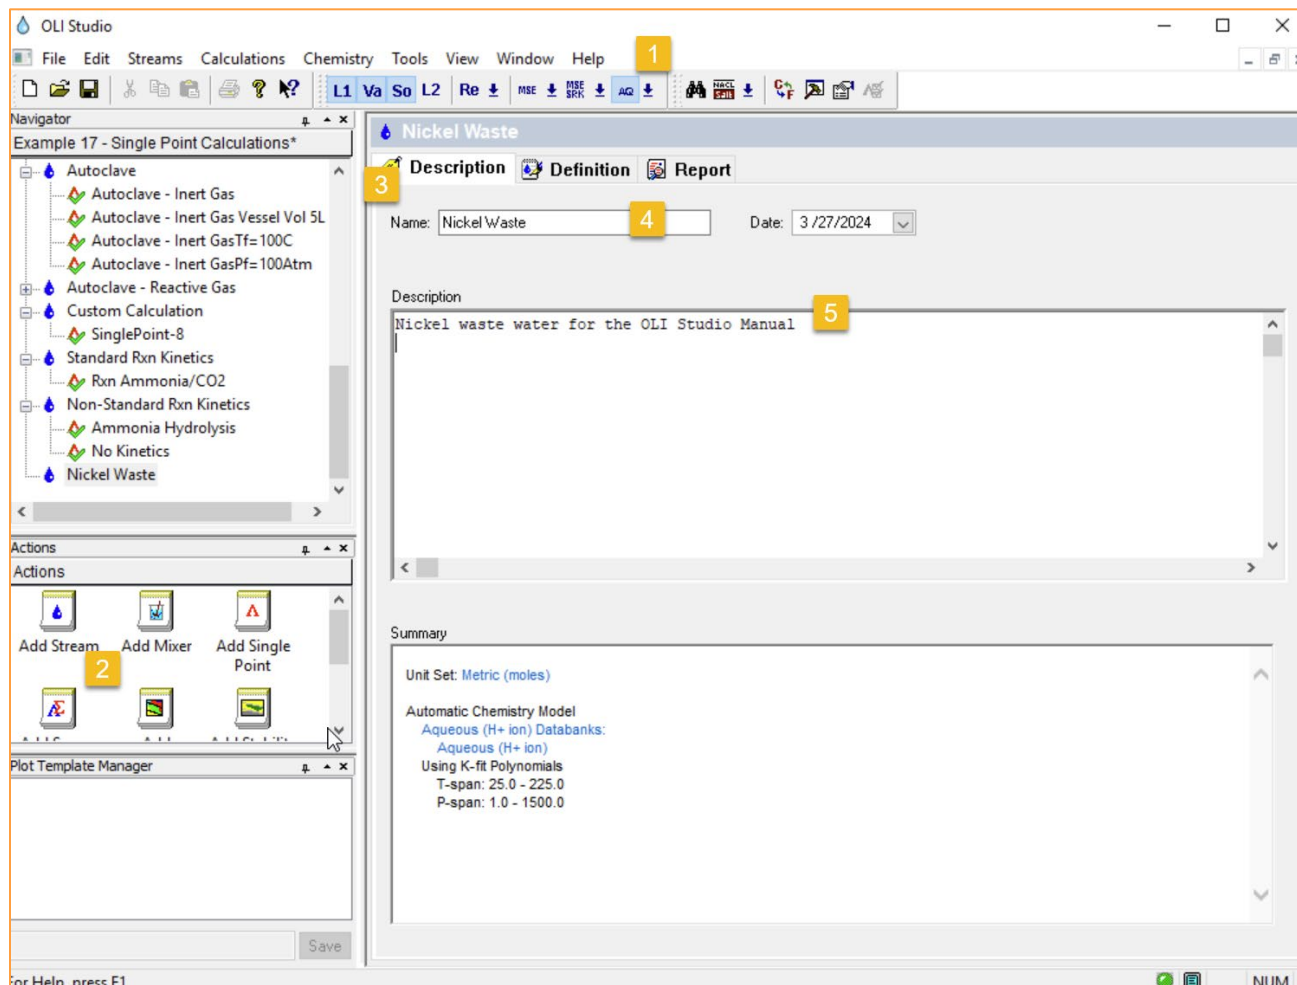 OLI Studio
File Edit Streams Calculations Chemistry Tools View Window Help
1
L1 Va So L2 Re MSE MSE SRK AQ NACL Salt
Navigator
Example 17 - Single Point Calculations*
Autoclave
Autoclave - Inert Gas
Autoclave - Inert Gas Vessel Vol 5L
Autoclave - Inert GasTf=100C
Autoclave - Inert GasPf=100Atm
Autoclave - Reactive Gas
Custom Calculation
SinglePoint-8
Standard Rxn Kinetics
Rxn Ammonia/CO2
Non-Standard Rxn Kinetics
Ammonia Hydrolysis
No Kinetics
Nickel Waste
Actions
Actions
Add Stream Add Mixer Add Single
Point
2
Plot Template Manager
Save
Nickel Waste
Description Definition Report
3
Name: Nickel Waste 4 Date: 3 /27/2024
Description
Nickel waste water for the OLI Studio Manual 5
Summary
Unit Set: Metric (moles)
Automatic Chemistry Model
Aqueous (H+ ion) Databanks:
Aqueous (H+ ion)
Using K-fit Polynomials
T-span: 25.0 - 225.0
P-span: 1.0 - 1500.0
For Help, press F1 NUM